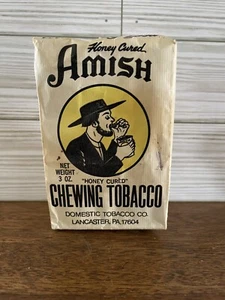 Honey Cured
AMISH
NET
WEIGHT
3 OZ.
"HONEY CURED"
CHEWING TOBACCO
DOMESTIC TOBACCO CO.
LANCASTER, PA. 17604